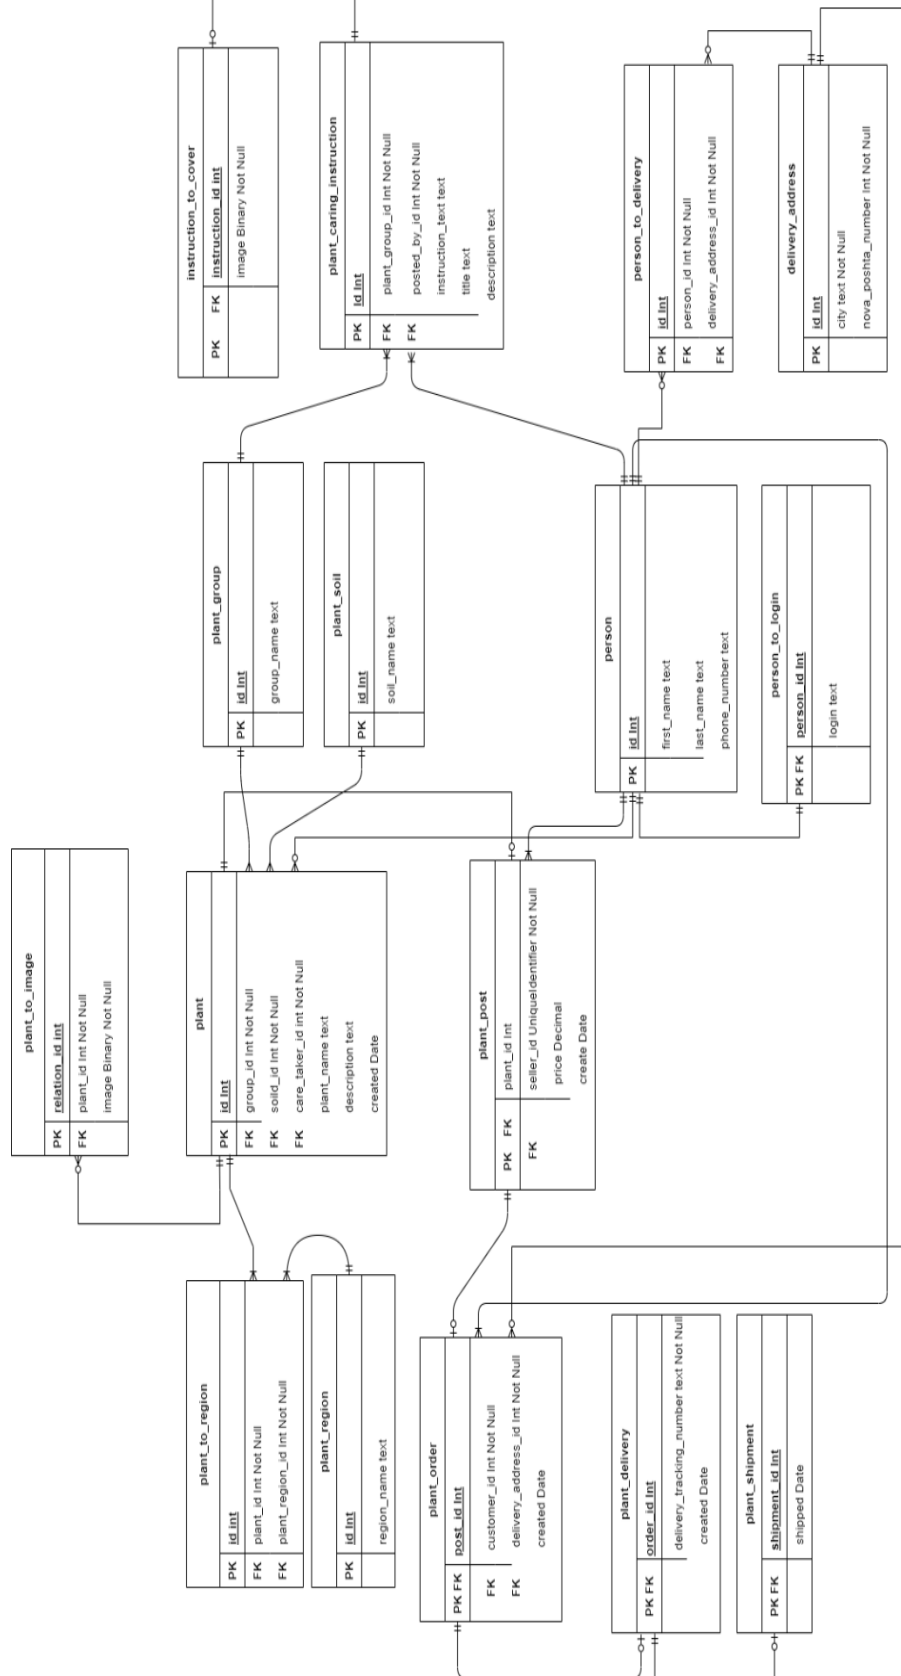 instruction_to_cover
PK FK instruction_id int
image Binary Not Null
plant_caring_instruction
PK id Int
FK plant_group_id Int Not Null
FK posted_by_id Int Not Null
instruction_text text
title text
description text
person_to_delivery
PK id Int
FK person_id Int Not Null
FK delivery_address_id Int Not Null
delivery_address
PK id Int
city text Not Null
nova_poshta_number Int Not Null
plant_group
PK id Int
group_name text
plant_soil
PK id Int
soil_name text
person
PK id Int
first_name text
last_name text
phone_number text
person_to_login
PK FK person_id Int
login text
plant_to_image
PK relation_id int
FK plant_id Int Not Null
image Binary Not Null
plant
PK id Int
FK group_id Int Not Null
FK soild_id Int Not Null
FK care_taker_id int Not Null
plant_name text
description text
created Date
plant_post
PK FK plant_id Int
FK seller_id UniqueIdentifier Not Null
price Decimal
create Date
plant_to_region
PK id int
FK plant_id Int Not Null
FK plant_region_id Int Not Null
plant_region
PK id Int
region_name text
plant_order
PK FK post_id Int
FK customer_id Int Not Null
FK delivery_address_id Int Not Null
created Date
plant_delivery
PK FK order_id Int
delivery_tracking_number text Not Null
created Date
plant_shipment
PK FK shipment_id Int
shipped Date